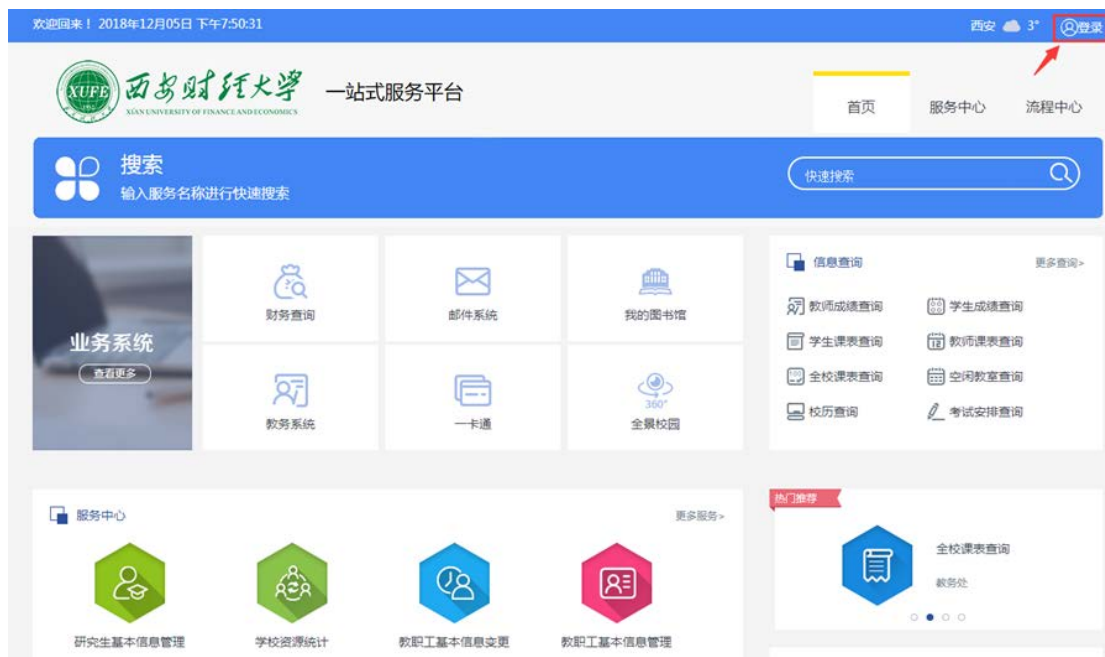 欢迎回来！ 2018年12月05日 下午7:50:31
西安 3° 登录
XUFE 西安财经大学 一站式服务平台
XI'AN UNIVERSITY OF FINANCE AND ECONOMICS
首页 服务中心 流程中心
搜索
输入服务名称进行快速搜索
快速搜索
业务系统
查看更多
财务查询 邮件系统 我的图书馆
教务系统 一卡通 360° 全景校园
信息查询 更多查询>
教师成绩查询 学生成绩查询
学生课表查询 教师课表查询
全校课表查询 空闲教室查询
校历查询 考试安排查询
服务中心 更多服务>
研究生基本信息管理 学校资源统计 教职工基本信息变更 教职工基本信息管理
热门推荐
全校课表查询
教务处